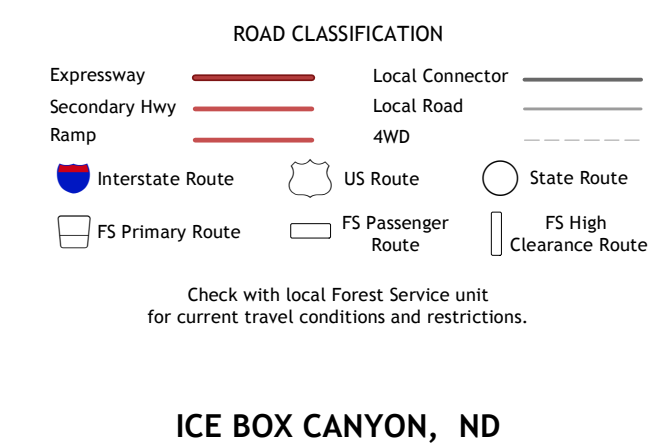 ROAD CLASSIFICATION
Expressway
Local Connector
Secondary Hwy
Local Road
Ramp
4WD
Interstate Route
US Route
State Route
FS Primary Route
FS Passenger
Route
FS High
Clearance Route
Check with local Forest Service unit
for current travel conditions and restrictions.
ICE BOX CANYON, ND